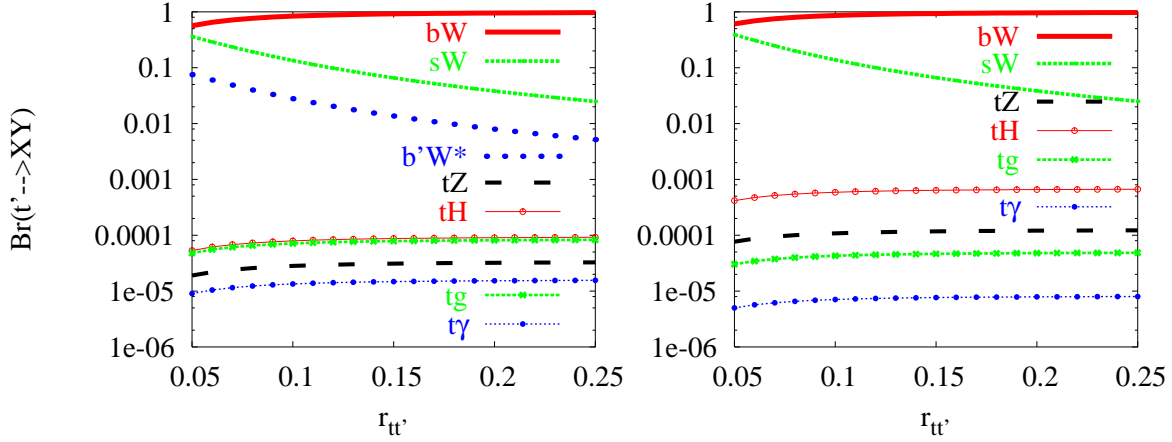 Br(t'-->XY)
1
0.1
0.01
0.001
0.0001
1e-05
1e-06
0.05
0.1
0.15
0.2
0.25
r_tt'
bW
sW
b'W*
tZ
tH
tg
tγ
1
0.1
0.01
0.001
0.0001
1e-05
1e-06
0.05
0.1
0.15
0.2
0.25
r_tt'
bW
sW
tZ
tH
tg
tγ